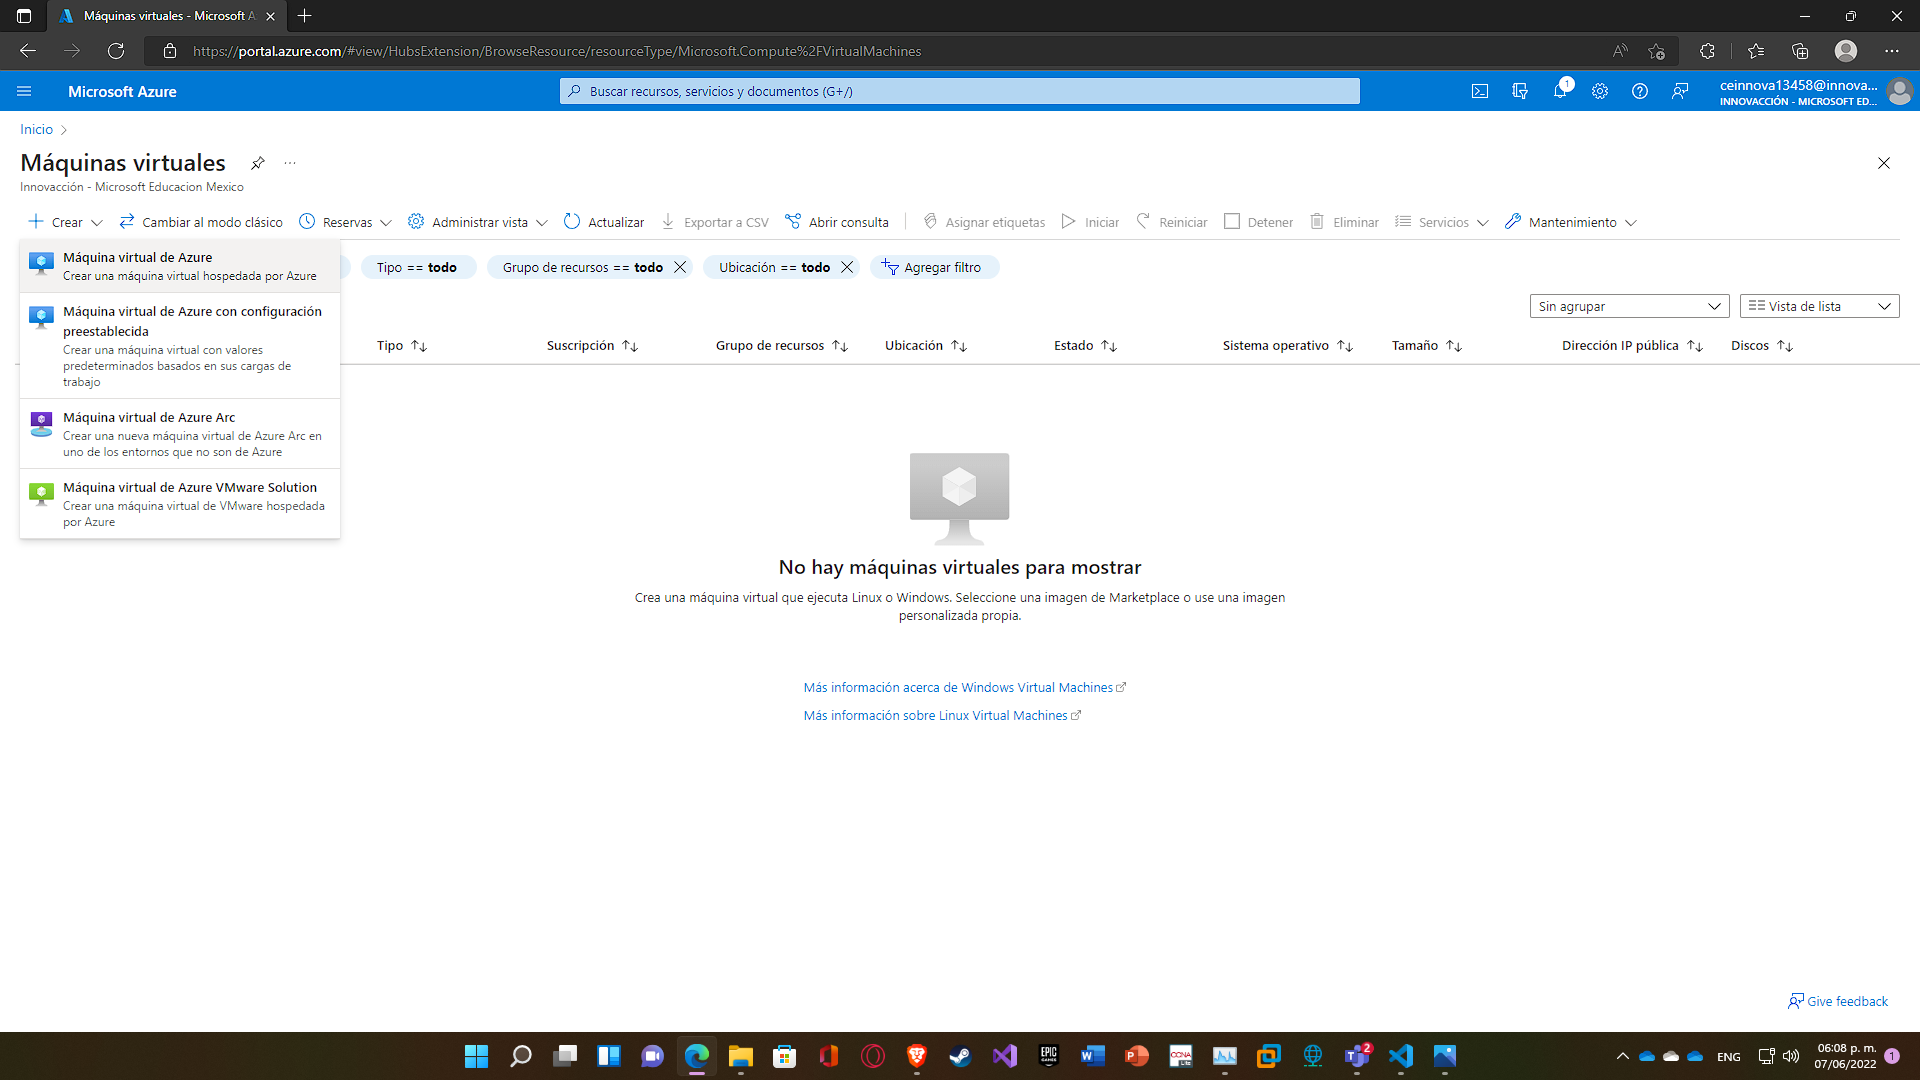 Máquinas virtuales - Microsoft A
https://portal.azure.com/#view/HubsExtension/BrowseResource/resourceType/Microsoft.Compute%2FVirtualMachines
Microsoft Azure
Buscar recursos, servicios y documentos (G+/)
1
ceinnova13458@innova...
INNOVACCIÓN - MICROSOFT ED...
Inicio
Máquinas virtuales
Innovacción - Microsoft Educacion Mexico
Crear
Cambiar al modo clásico
Reservas
Administrar vista
Actualizar
Exportar a CSV
Abrir consulta
Asignar etiquetas
Iniciar
Reiniciar
Detener
Eliminar
Servicios
Mantenimiento
Máquina virtual de Azure
Crear una máquina virtual hospedada por Azure
Máquina virtual de Azure con configuración
preestablecida
Crear una máquina virtual con valores
predeterminados basados en sus cargas de
trabajo
Máquina virtual de Azure Arc
Crear una nueva máquina virtual de Azure Arc en
uno de los entornos que no son de Azure
Máquina virtual de Azure VMware Solution
Crear una máquina virtual de VMware hospedada
por Azure
Tipo == todo
Grupo de recursos == todo
Ubicación == todo
Agregar filtro
Sin agrupar
Vista de lista
Tipo
Suscripción
Grupo de recursos
Ubicación
Estado
Sistema operativo
Tamaño
Dirección IP pública
Discos
No hay máquinas virtuales para mostrar
Crea una máquina virtual que ejecuta Linux o Windows. Seleccione una imagen de Marketplace o use una imagen
personalizada propia.
Más información acerca de Windows Virtual Machines
Más información sobre Linux Virtual Machines
Give feedback
EPIC
GAMES
CCNA
2
ENG
06:08 p. m.
07/06/2022
1